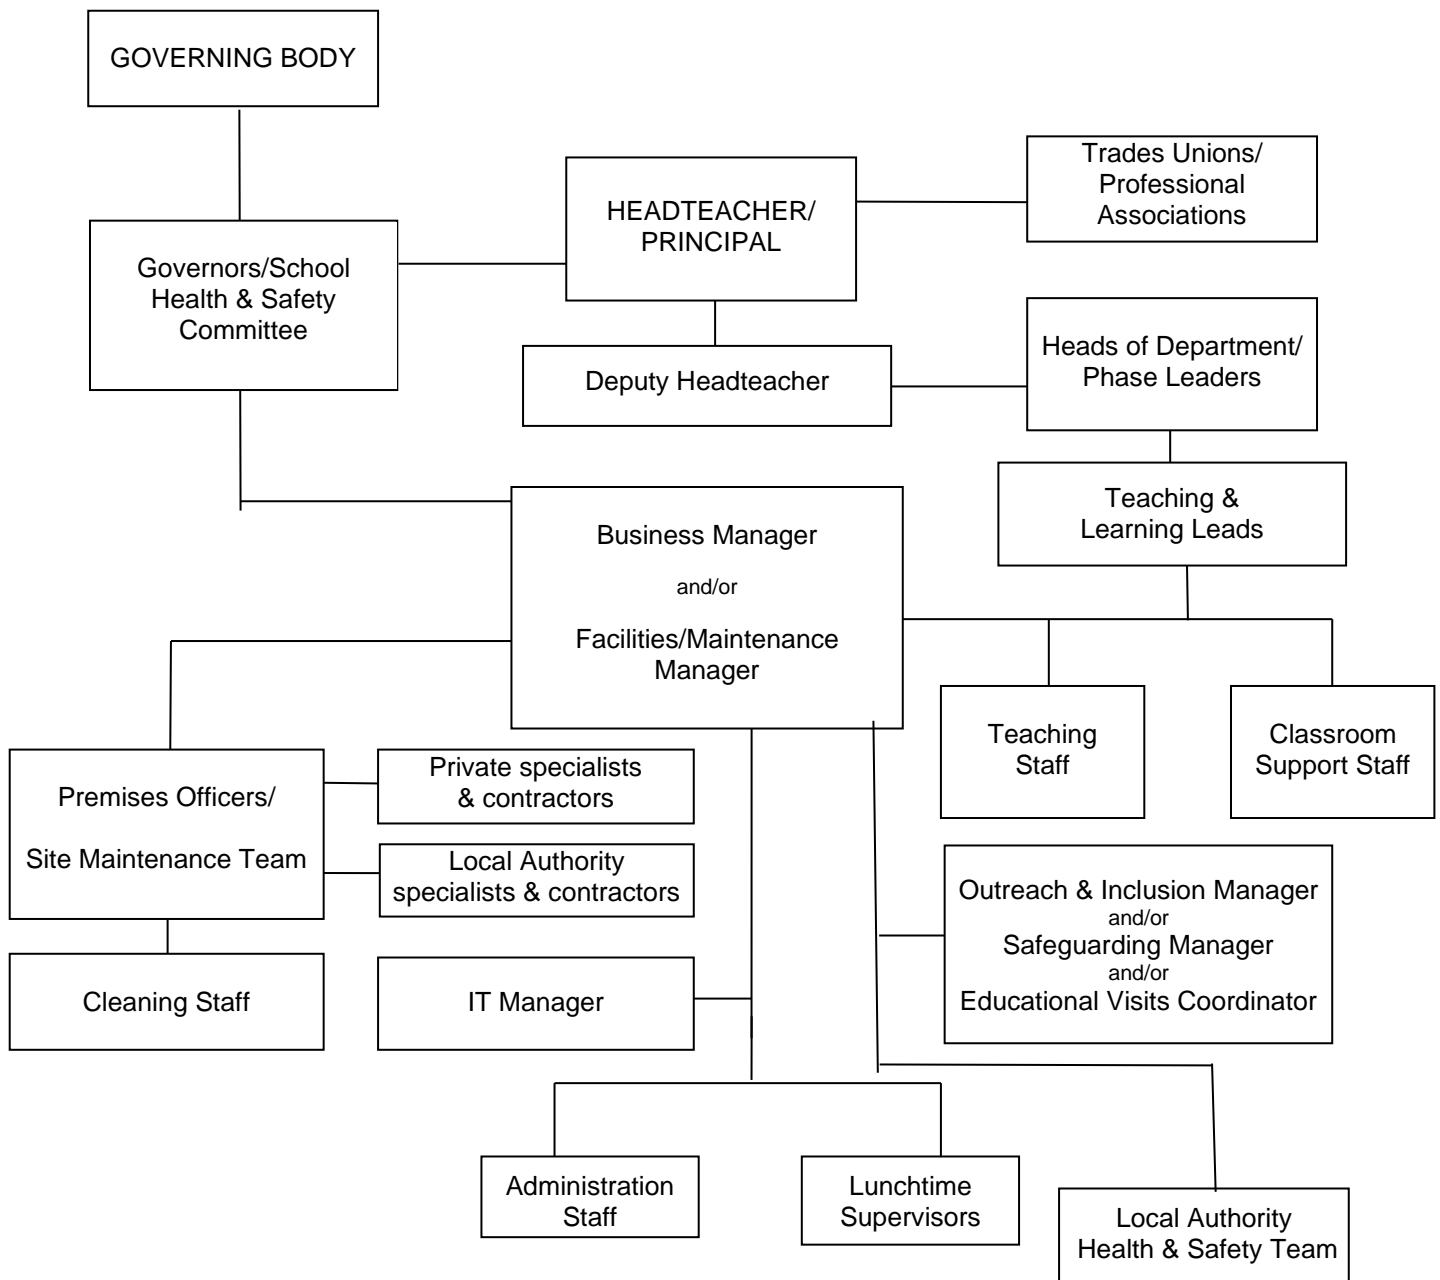 GOVERNING BODY
Trades Unions/
Professional
Associations
HEADTEACHER/
PRINCIPAL
Governors/School
Health & Safety
Committee
Heads of Department/
Phase Leaders
Deputy Headteacher
Teaching &
Learning Leads
Business Manager
and/or
Facilities/Maintenance
Manager
Teaching
Staff
Classroom
Support Staff
Premises Officers/
Site Maintenance Team
Private specialists
& contractors
Local Authority
specialists & contractors
Outreach & Inclusion Manager
and/or
Safeguarding Manager
and/or
Educational Visits Coordinator
Cleaning Staff
IT Manager
Administration
Staff
Lunchtime
Supervisors
Local Authority
Health & Safety Team